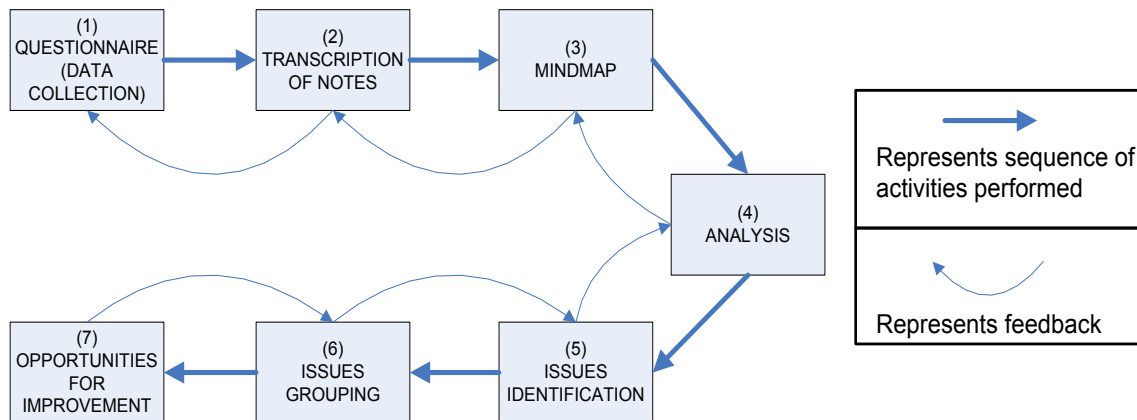 (1)
QUESTIONNAIRE
(DATA
COLLECTION)
(2)
TRANSCRIPTION
OF NOTES
(3)
MINDMAP
(4)
ANALYSIS
(5)
ISSUES
IDENTIFICATION
(6)
ISSUES
GROUPING
(7)
OPPORTUNITIES
FOR
IMPROVEMENT
Represents sequence of
activities performed
Represents feedback